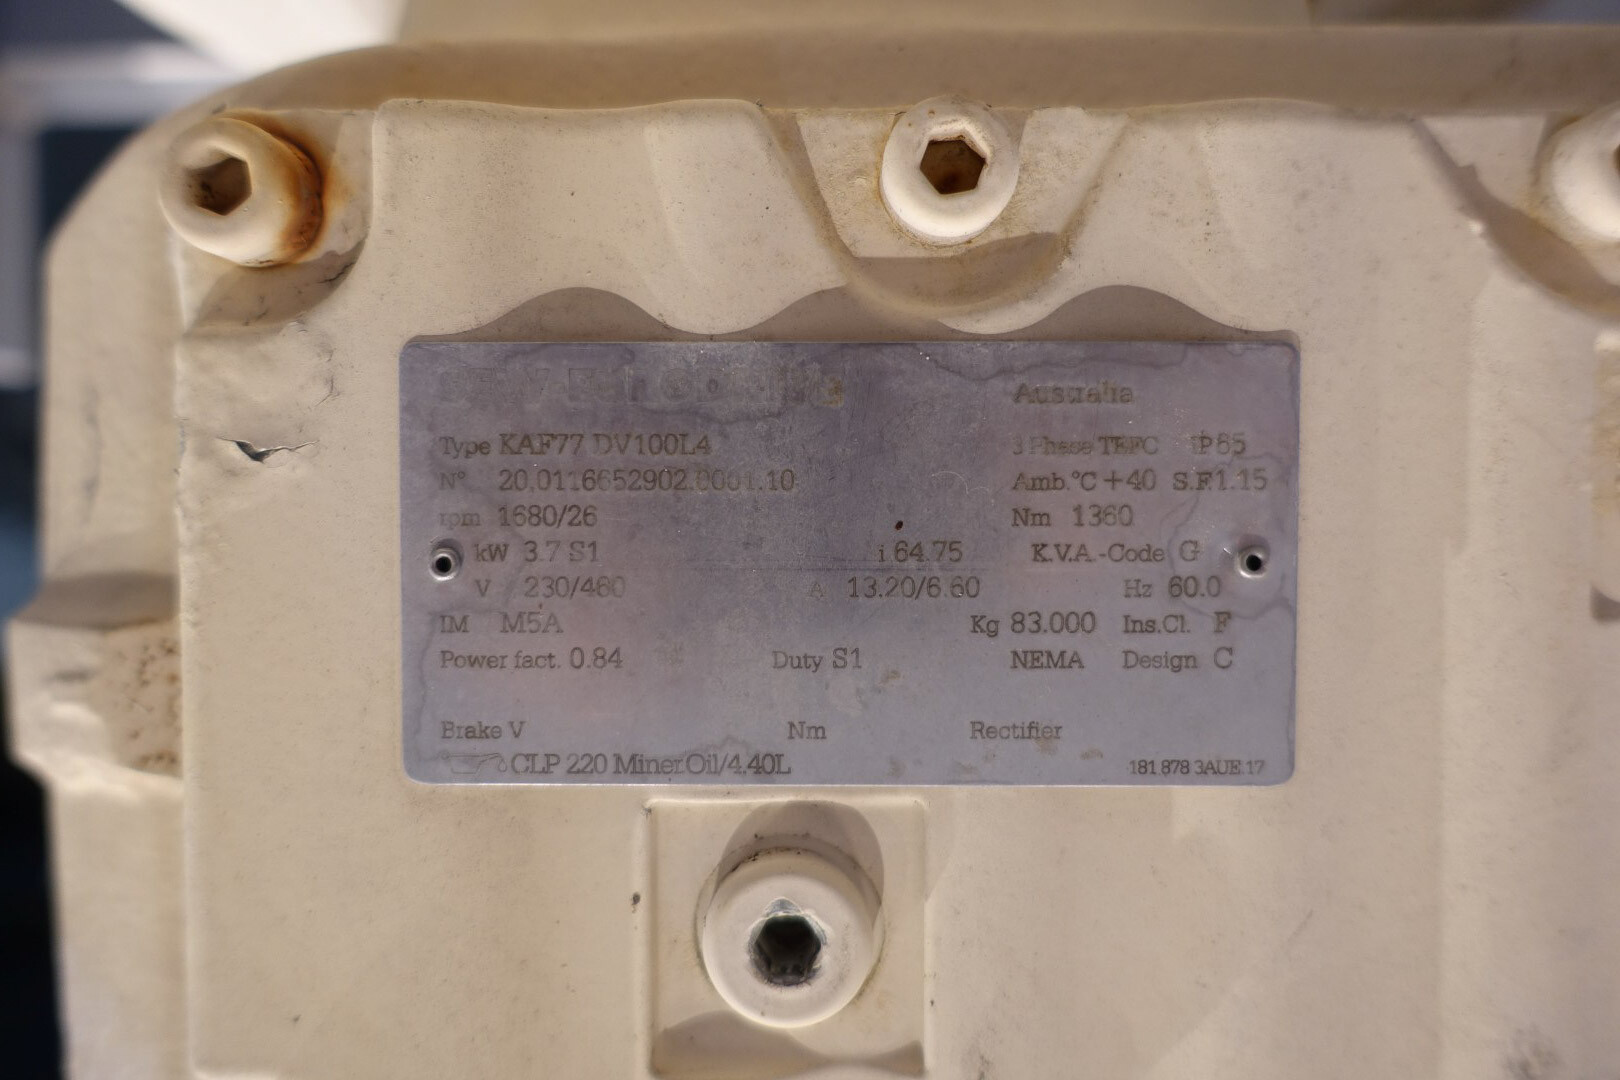 SEW-Eurodrive Australia
Type KAF77 DV100L4 3 Phase TEFC IP65
N° 20.0116652902.0001.10 Amb.°C +40 S.F.1.15
rpm 1680/26 Nm 1360
kW 3.7 S1 i 64.75 K.V.A.-Code G
V 230/460 A 13.20/6.60 Hz 60.0
IM M5A Kg 83.000 Ins.Cl. F
Power fact. 0.84 Duty S1 NEMA Design C
Brake V Nm Rectifier
CLP 220 Miner.Oil/4.40L 181 878 3AUE.17